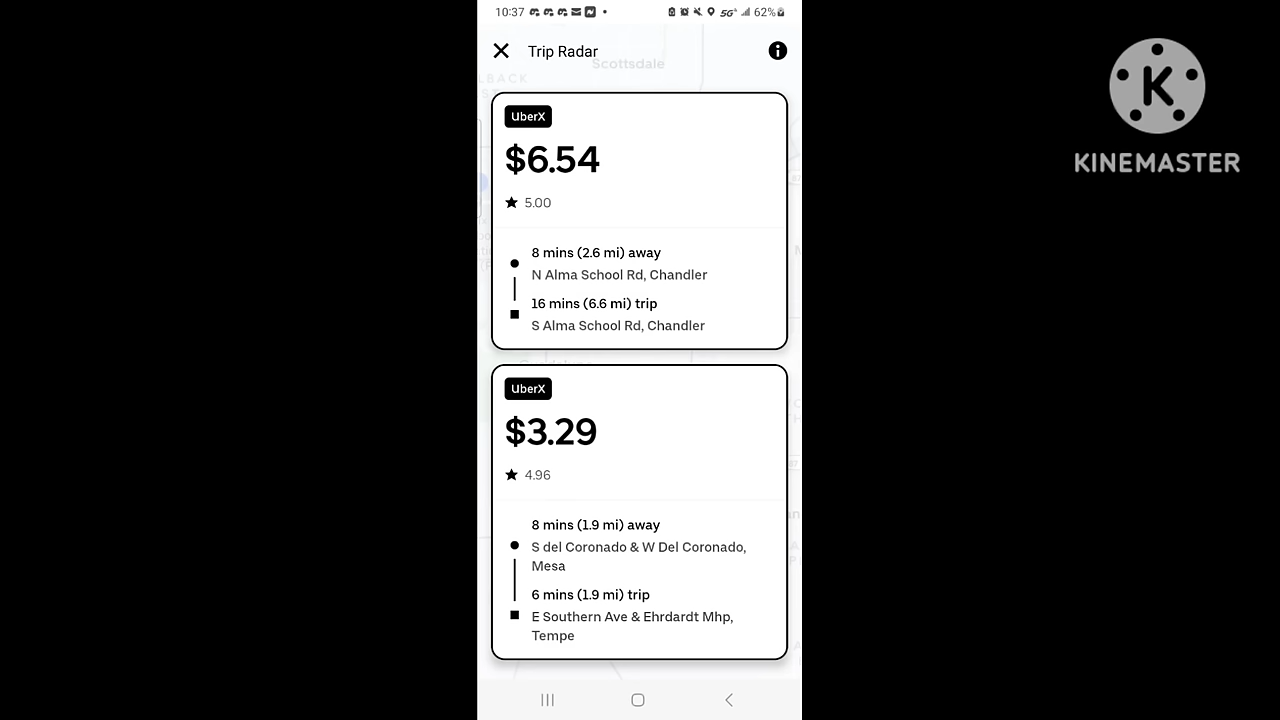 10:37
5G
62%
Trip Radar
Scottsdale
LBACK
UberX
$6.54
5.00
8 mins (2.6 mi) away
N Alma School Rd, Chandler
16 mins (6.6 mi) trip
S Alma School Rd, Chandler
UberX
$3.29
4.96
8 mins (1.9 mi) away
S del Coronado & W Del Coronado,
Mesa
6 mins (1.9 mi) trip
E Southern Ave & Ehrdardt Mhp,
Tempe
K
KINEMASTER